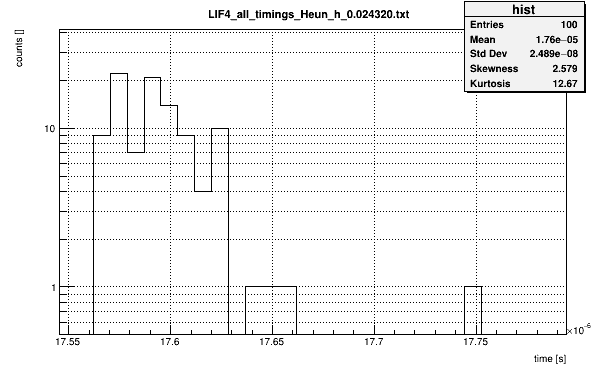 LIF4_all_timings_Heun_h_0.024320.txt
hist
Entries 100
Mean 1.76e−05
Std Dev 2.489e−08
Skewness 2.579
Kurtosis 12.67
counts []
10
1
17.55 17.6 17.65 17.7 17.75
×10⁻⁶
time [s]